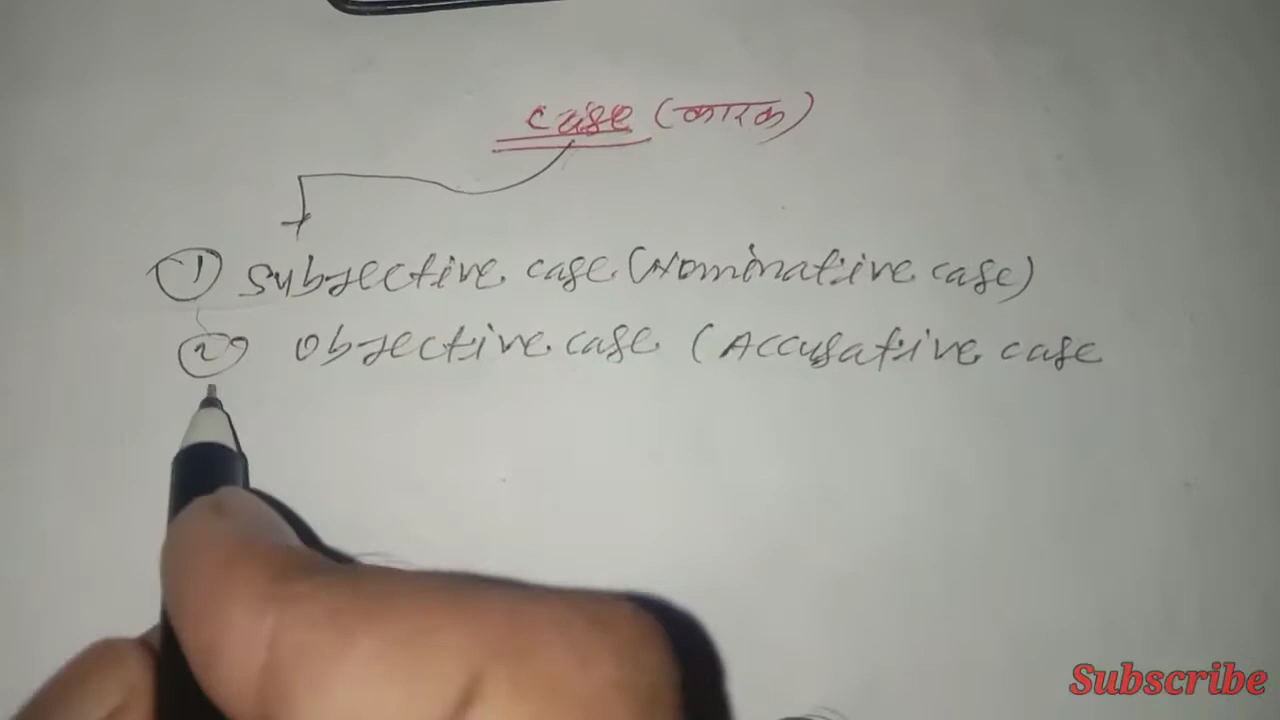 case (कारक)
1 Subjective case (Nominative case)
2 Objective case (Accusative case
Subscribe